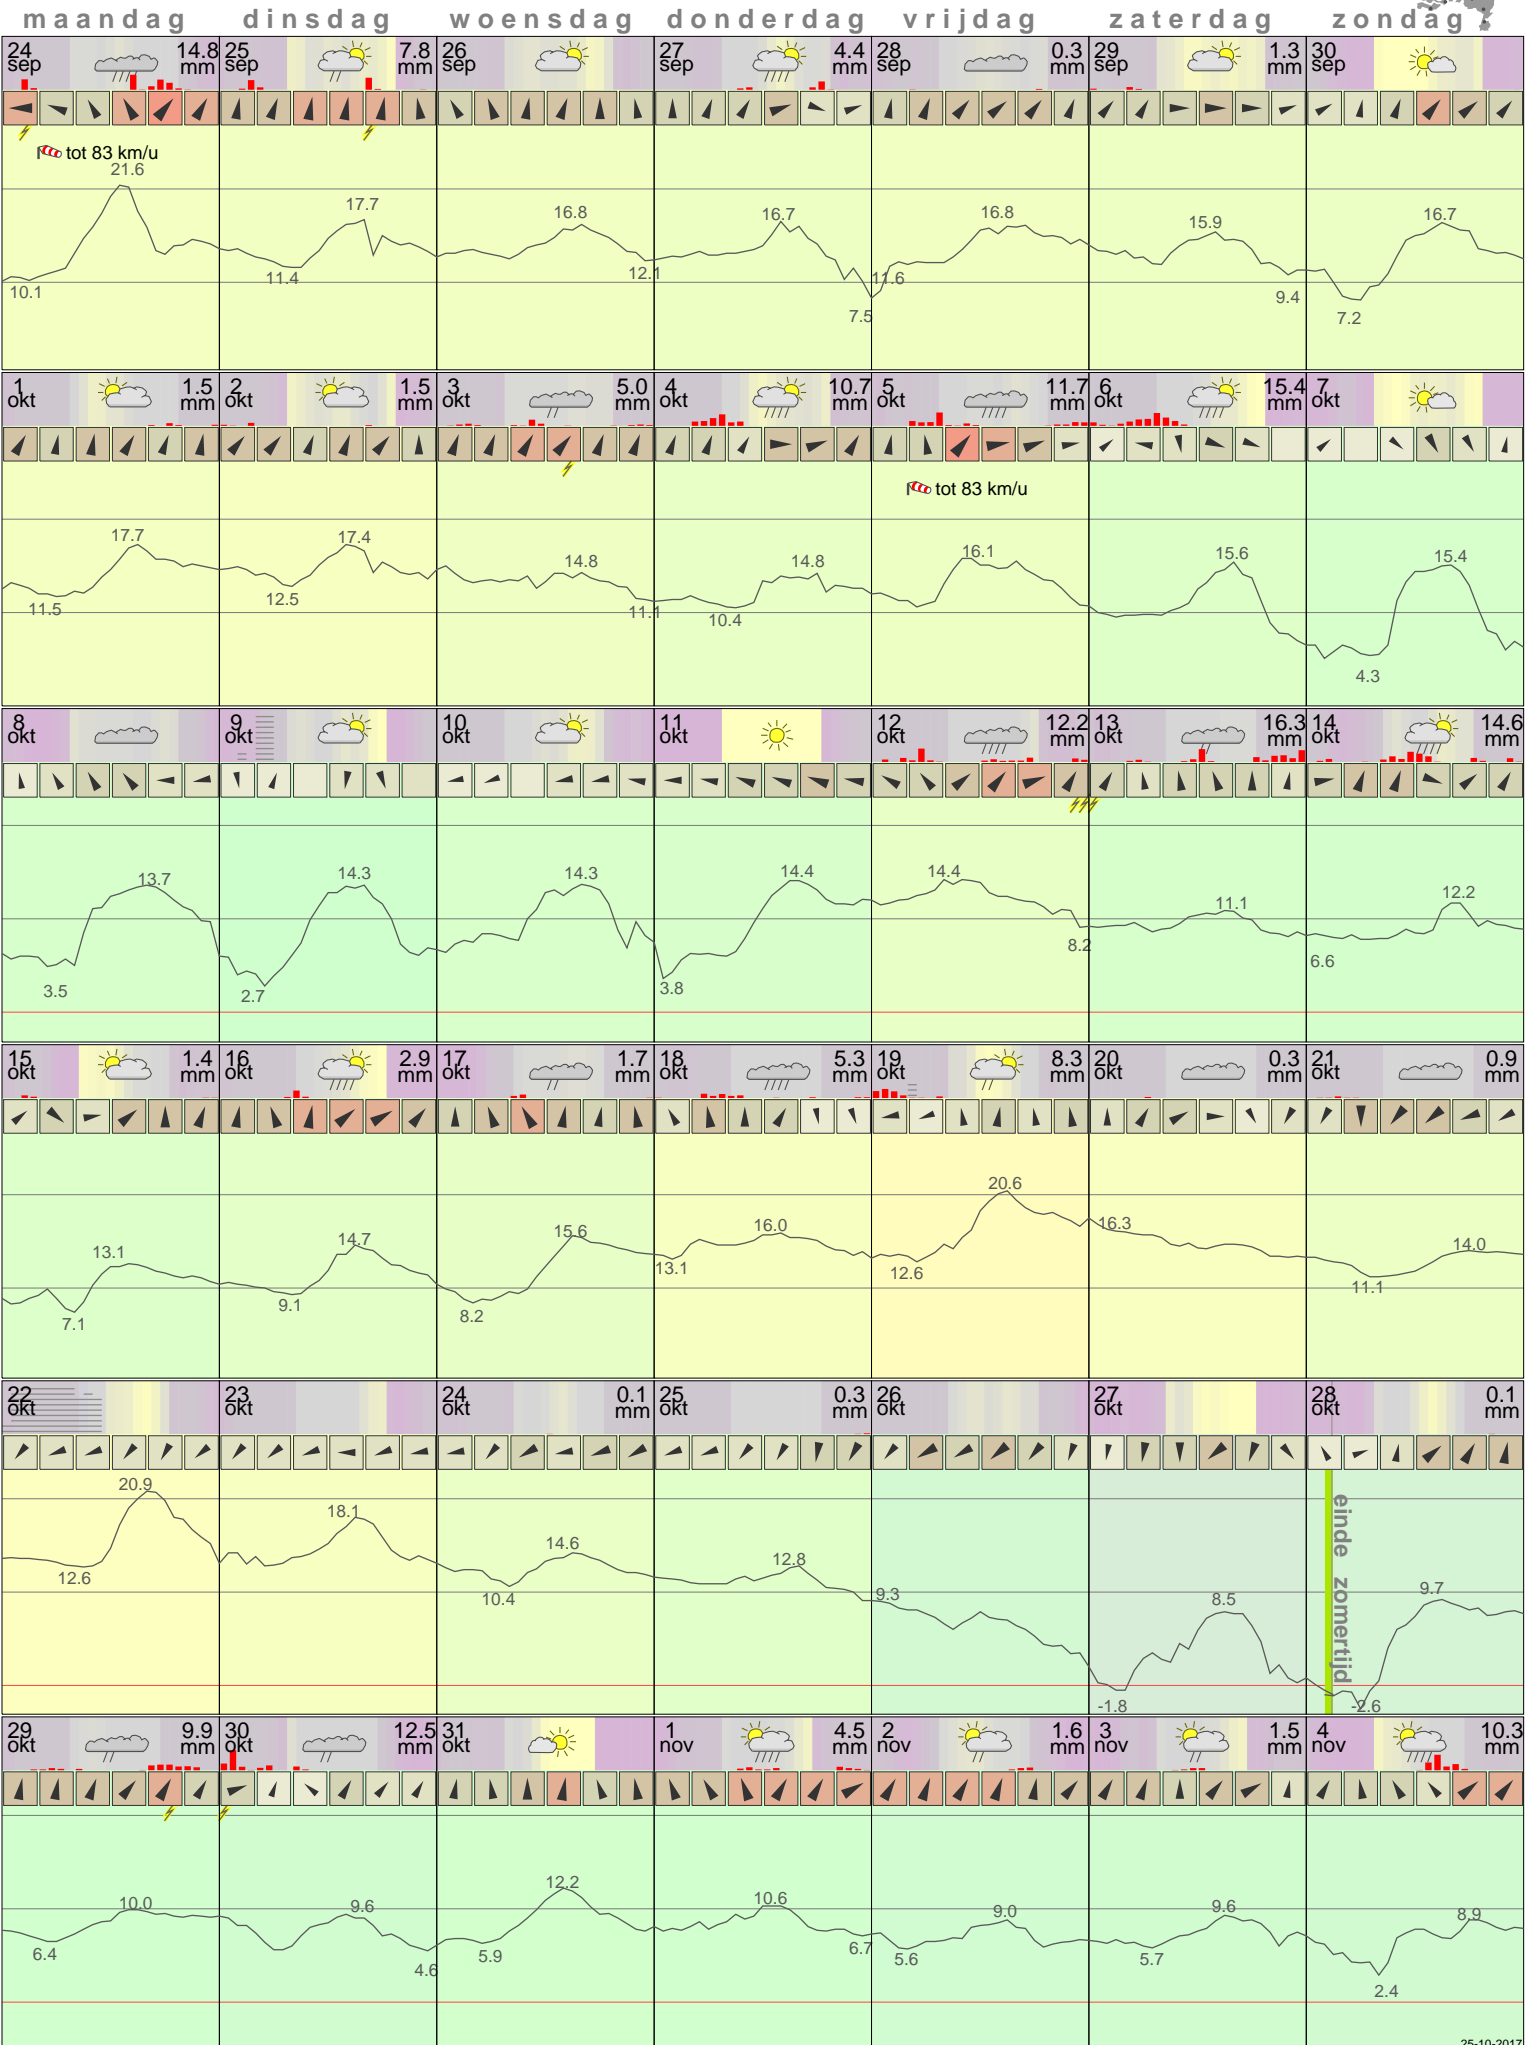 maandag dinsdag woensdag donderdag vrijdag zaterdag zondag
24 sep 14.8 mm 25 sep 7.8 mm 26 sep 27 sep 4.4 mm 28 sep 0.3 mm 29 sep 1.3 mm 30 sep
tot 83 km/u
21.6 17.7 16.8 16.7 16.8 15.9 16.7
10.1 11.4 12.1 7.5 11.6 9.4 7.2
1 okt 1.5 mm 2 okt 1.5 mm 3 okt 5.0 mm 4 okt 10.7 mm 5 okt 11.7 mm 6 okt 15.4 mm 7 okt
tot 83 km/u
17.7 17.4 14.8 14.8 16.1 15.6 15.4
11.5 12.5 11.1 10.4 4.3
8 okt 9 okt 10 okt 11 okt 12 okt 12.2 mm 13 okt 16.3 mm 14 okt 14.6 mm
13.7 14.3 14.3 14.4 14.4 11.1 12.2
3.5 2.7 3.8 8.2 6.6
15 okt 1.4 mm 16 okt 2.9 mm 17 okt 1.7 mm 18 okt 5.3 mm 19 okt 8.3 mm 20 okt 0.3 mm 21 okt 0.9 mm
13.1 14.7 15.6 16.0 20.6 16.3 14.0
7.1 9.1 8.2 13.1 12.6 11.1
22 okt 23 okt 24 okt 0.1 mm 25 okt 0.3 mm 26 okt 27 okt 28 okt 0.1 mm
20.9 18.1 14.6 12.8 9.3 8.5 9.7
12.6 10.4 -1.8 -2.6
einde zomertijd
29 okt 9.9 mm 30 okt 12.5 mm 31 okt 1 nov 4.5 mm 2 nov 1.6 mm 3 nov 1.5 mm 4 nov 10.3 mm
10.0 9.6 12.2 10.6 9.0 9.6 8.9
6.4 4.6 5.9 6.7 5.6 5.7 2.4
25-10-2017